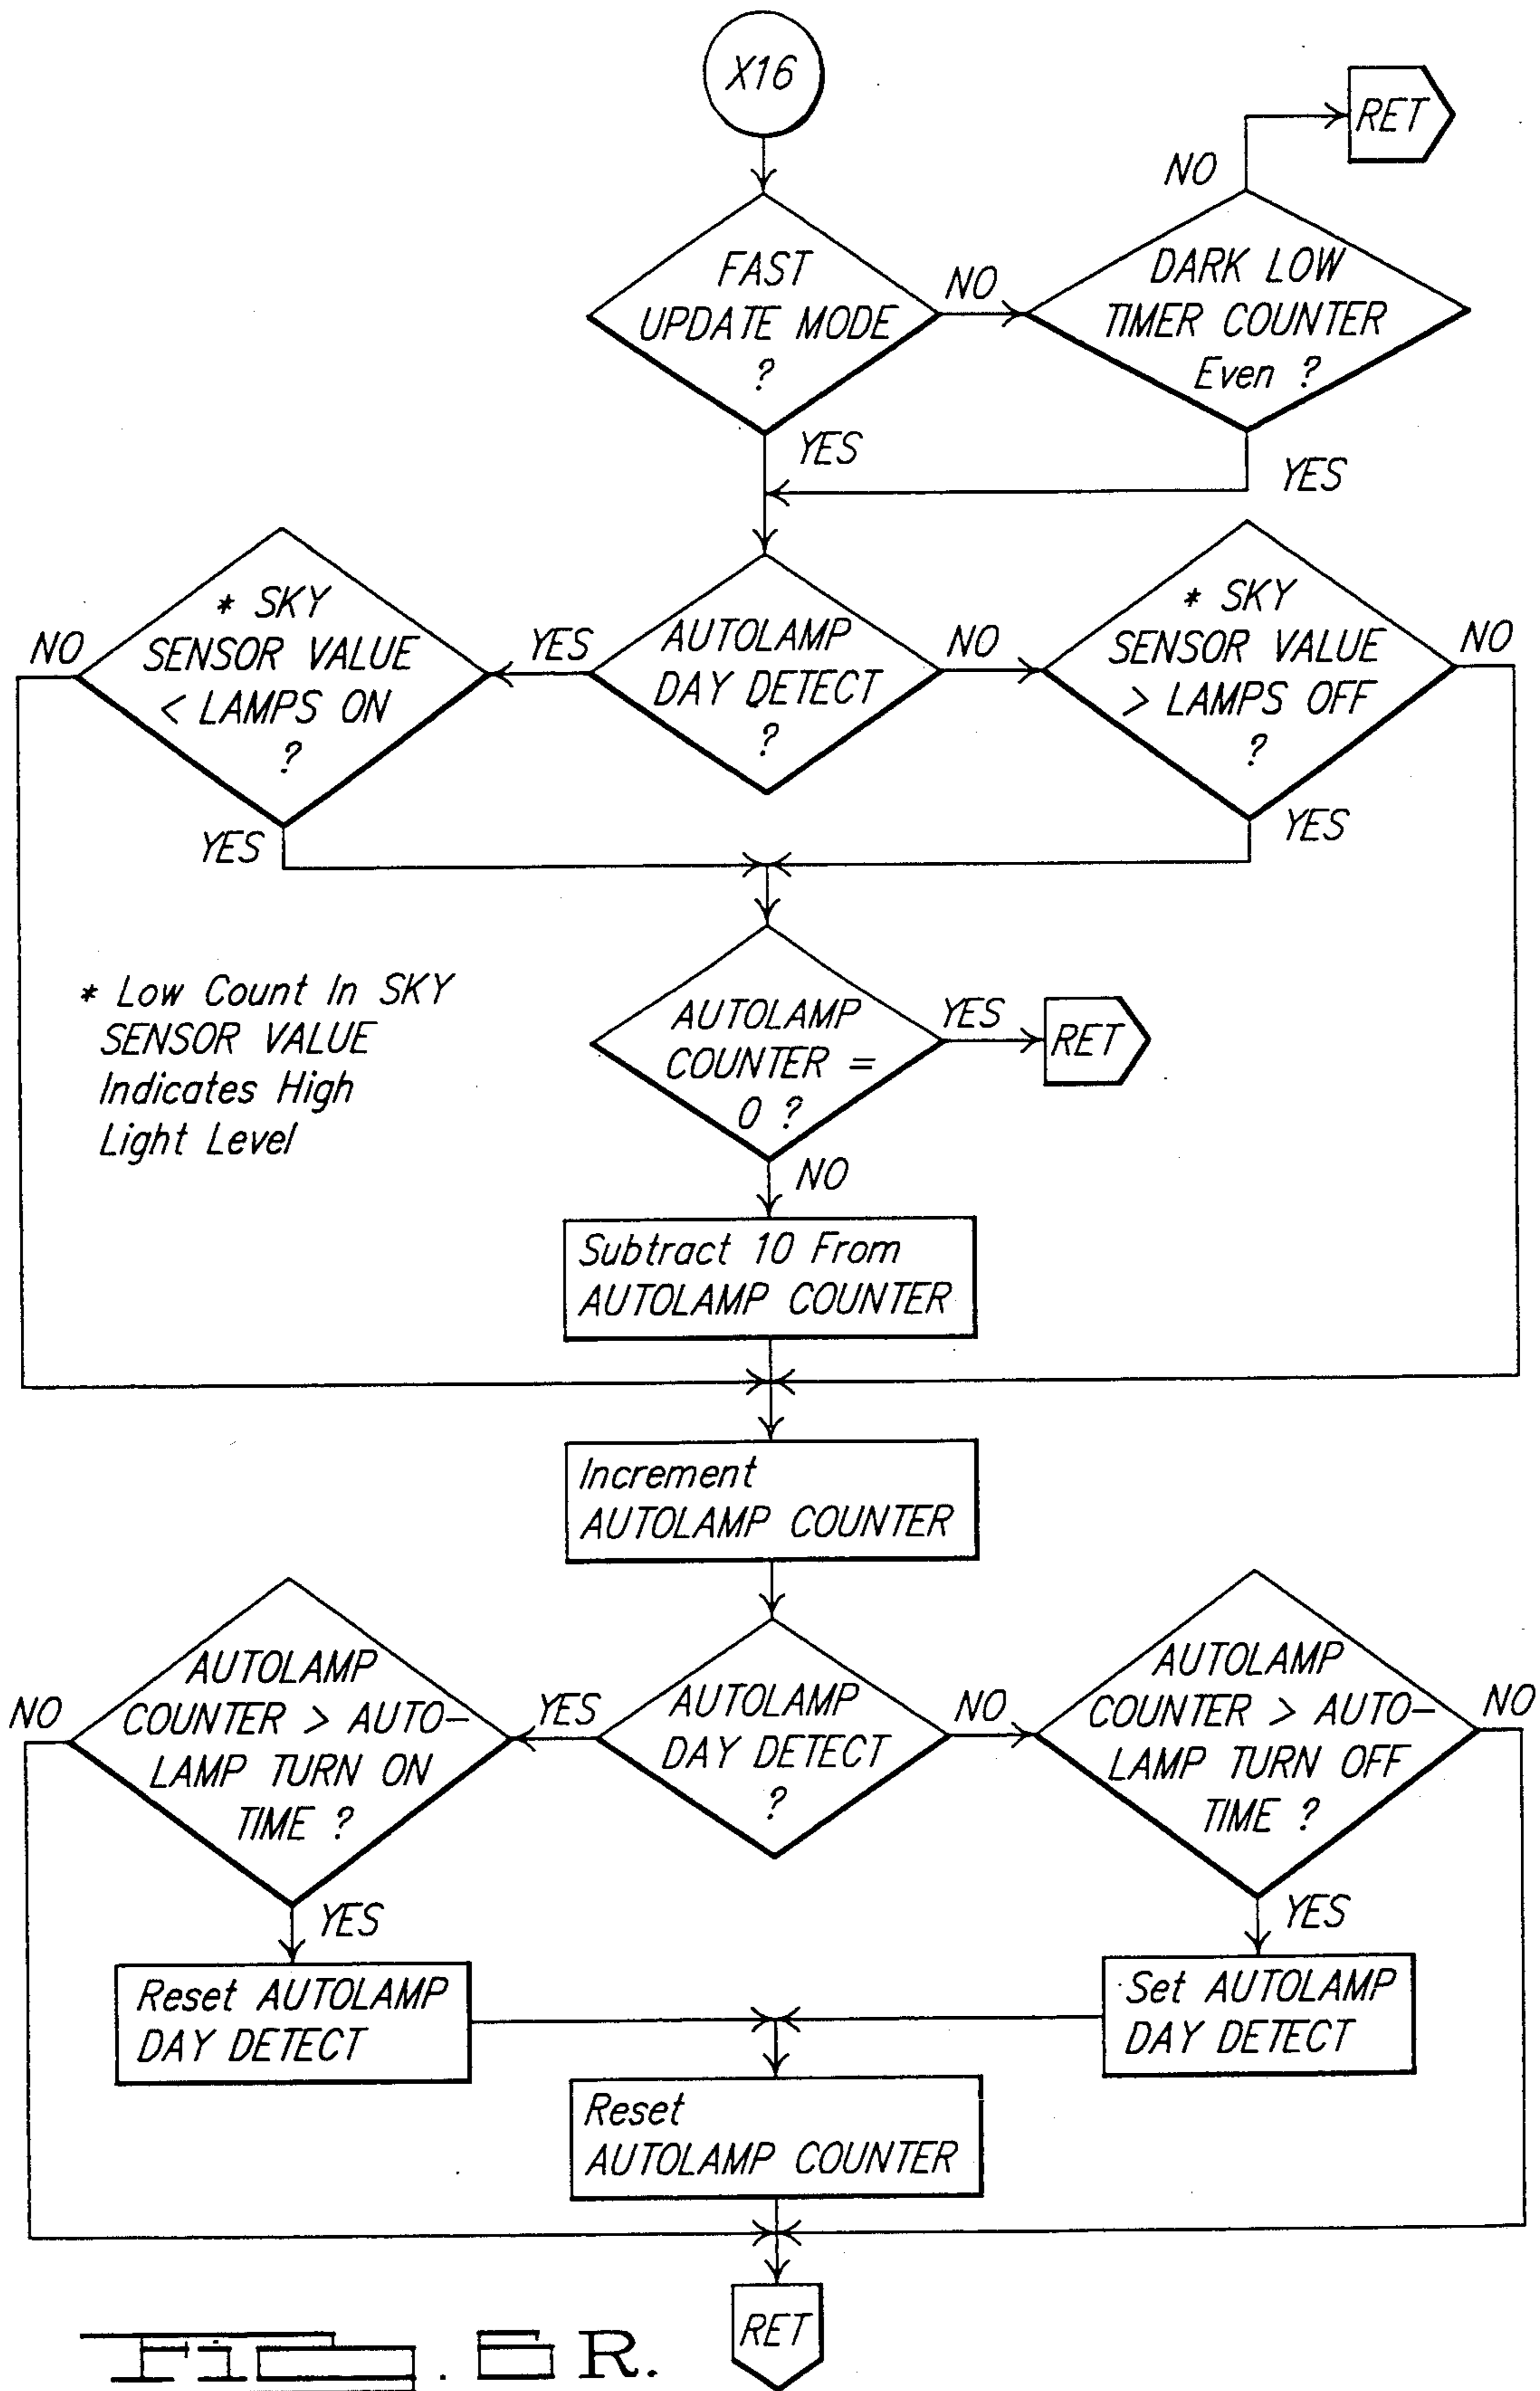 X16
RET
NO
FAST
UPDATE MODE
?
NO
DARK LOW
TIMER COUNTER
Even ?
YES
YES
* SKY
SENSOR VALUE
< LAMPS ON
?
NO
YES
AUTOLAMP
DAY DETECT
?
NO
* SKY
SENSOR VALUE
> LAMPS OFF
?
NO
YES
YES
* Low Count In SKY
SENSOR VALUE
Indicates High
Light Level
AUTOLAMP
COUNTER =
0 ?
YES
RET
NO
Subtract 10 From
AUTOLAMP COUNTER
Increment
AUTOLAMP COUNTER
NO
AUTOLAMP
COUNTER > AUTO-
LAMP TURN ON
TIME ?
YES
AUTOLAMP
DAY DETECT
?
NO
AUTOLAMP
COUNTER > AUTO-
LAMP TURN OFF
TIME ?
NO
YES
YES
Reset AUTOLAMP
DAY DETECT
Set AUTOLAMP
DAY DETECT
Reset
AUTOLAMP COUNTER
RET
FIG. 6R.